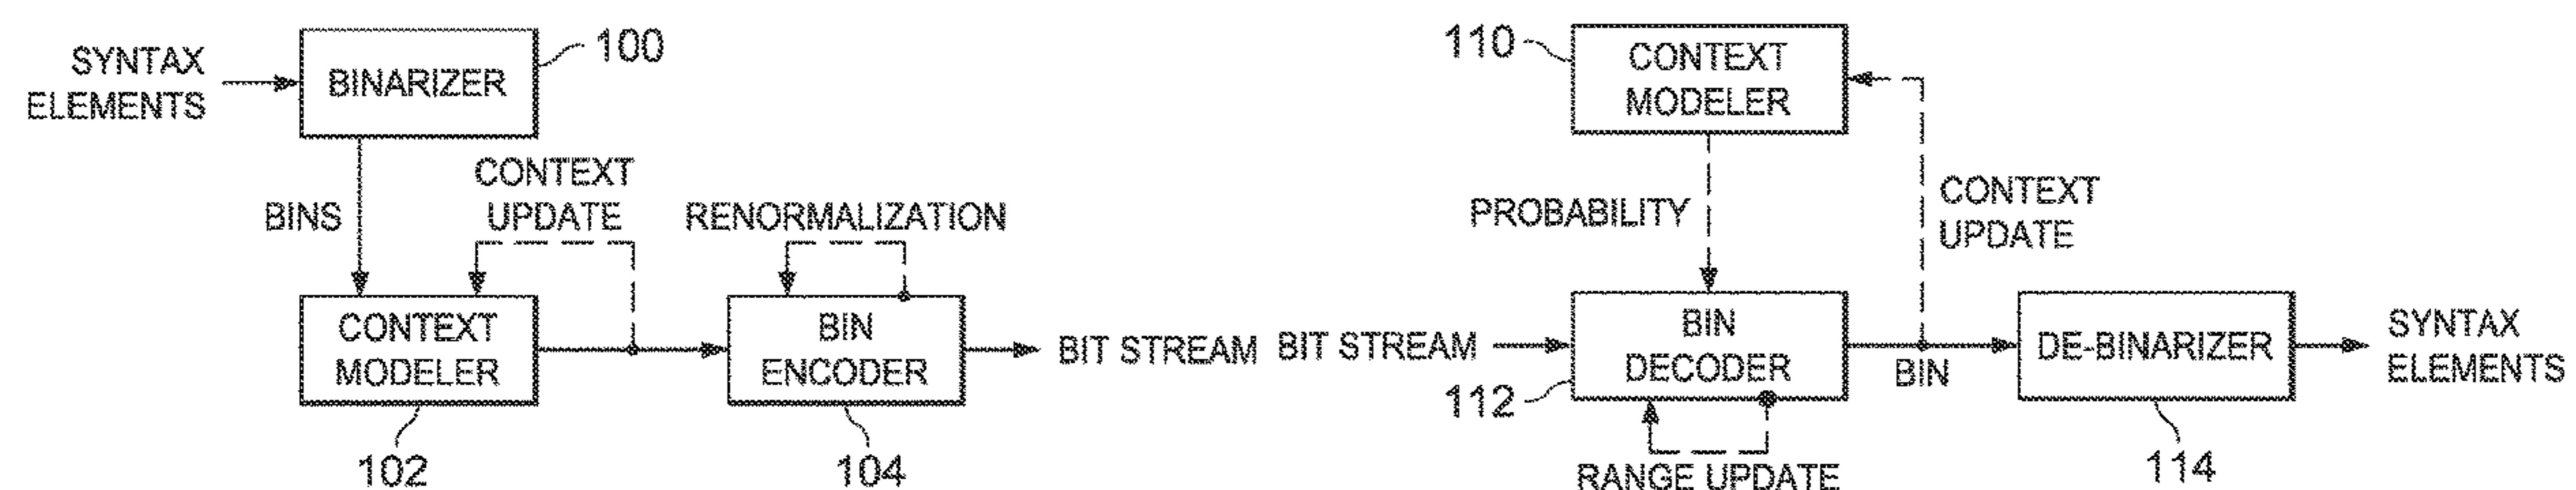 SYNTAX
ELEMENTS
BINARIZER
100
BINS
CONTEXT
UPDATE
RENORMALIZATION
CONTEXT
MODELER
102
BIN
ENCODER
104
BIT STREAM
110
CONTEXT
MODELER
PROBABILITY
CONTEXT
UPDATE
BIT STREAM
BIN
DECODER
112
RANGE UPDATE
BIN
DE-BINARIZER
114
SYNTAX
ELEMENTS